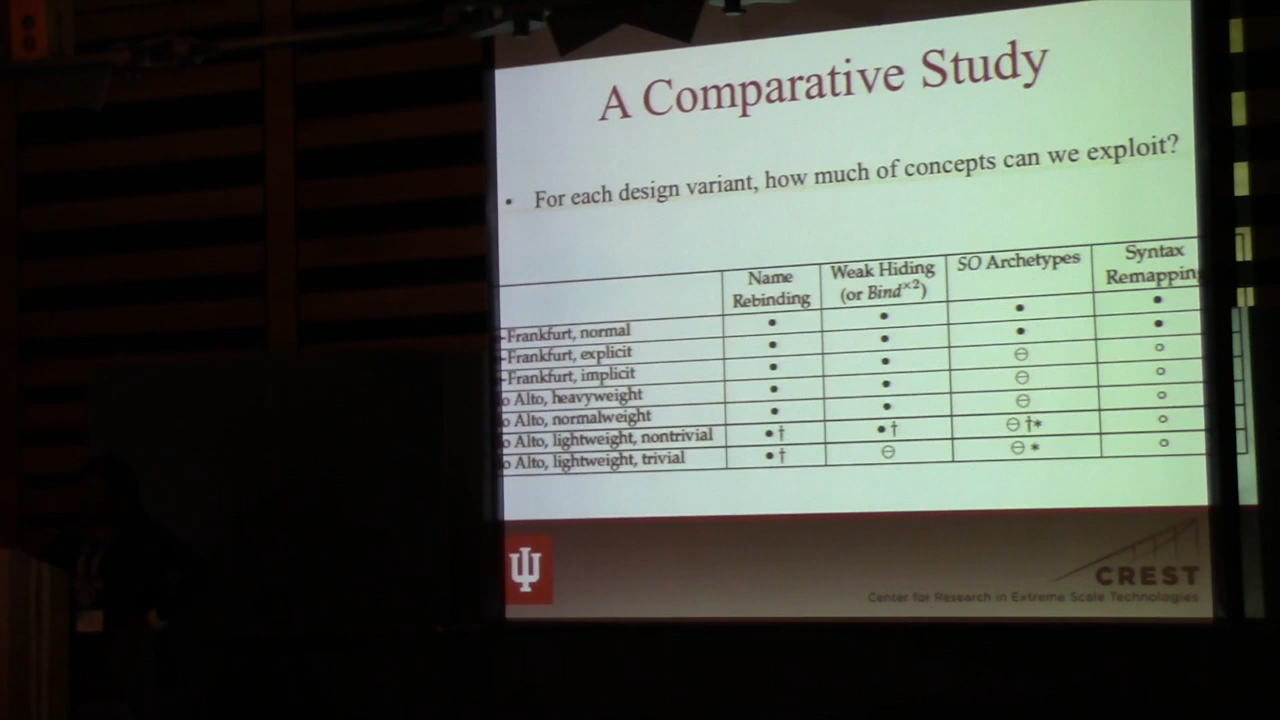 A Comparative Study
• For each design variant, how much of concepts can we exploit?
Name Rebinding | Weak Hiding (or Bind×2) | SO Archetypes | Syntax Remapping
-Frankfurt, normal • • • •
-Frankfurt, explicit • • • •
-Frankfurt, implicit • • ⊖ ○
o Alto, heavyweight • • ⊖ ○
o Alto, normalweight • • ⊖ ○
o Alto, lightweight, nontrivial •† •† ⊖†* ○
o Alto, lightweight, trivial •† ⊖ ⊖* ○
Ψ
CREST
Center for Research in Extreme Scale Technologies